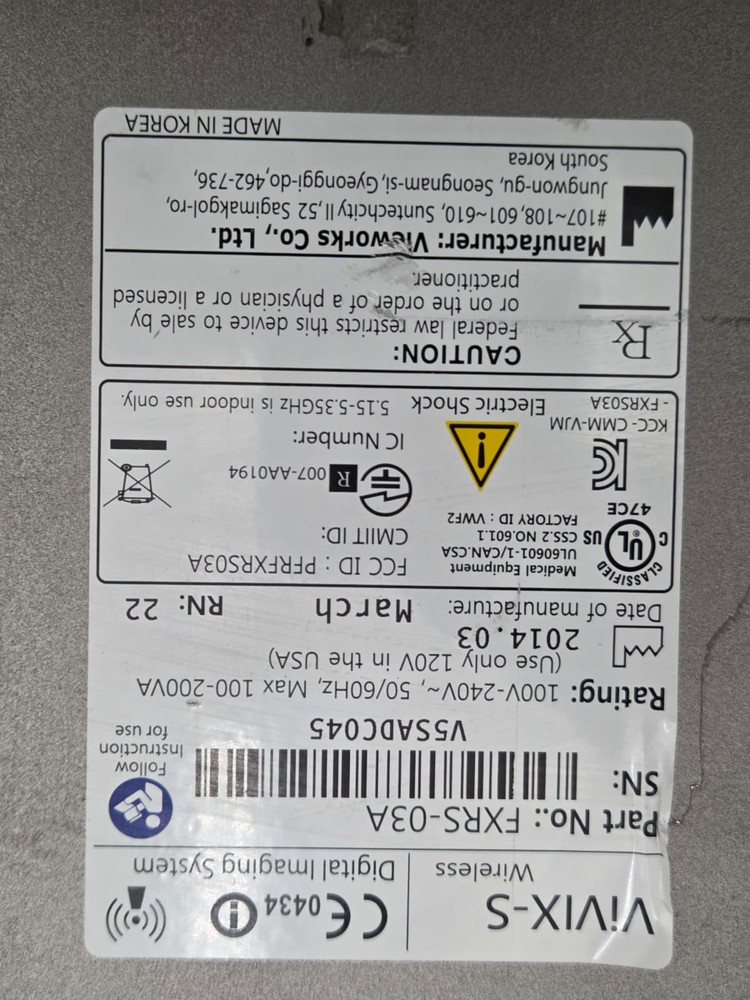 ViVIX-S
Wireless
CE 0434
Digital Imaging System
Part No.: FXRS-03A
SN:
V5SADC045
Follow
Instruction
for use
Rating: 100V-240V~, 50/60Hz, Max 100-200VA
(Use only 120V in the USA)
2014.03
Date of manufacture: March RN: 22
CLASSIFIED
C UL US
47CE
Medical Equipment
UL60601-1/CAN.CSA
CSS.2 NO.601.1
FACTORY ID : VWF2
FCC ID : PFRFXRS03A
CMIIT ID:
R 007-AA0194
IC Number:
KCC- CMM-VJM
- FXRS03A
Electric Shock
5.15-5.35GHz is indoor use only.
Rx
CAUTION:
Federal law restricts this device to sale by
or on the order of a physician or a licensed
practitioner.
Manufacturer: Vieworks Co., Ltd.
#107~108,601~610, Suntechcity II,52 Sagimakgol-ro,
Jungwon-gu, Seongnam-si,Gyeonggi-do,462-736,
South Korea
MADE IN KOREA